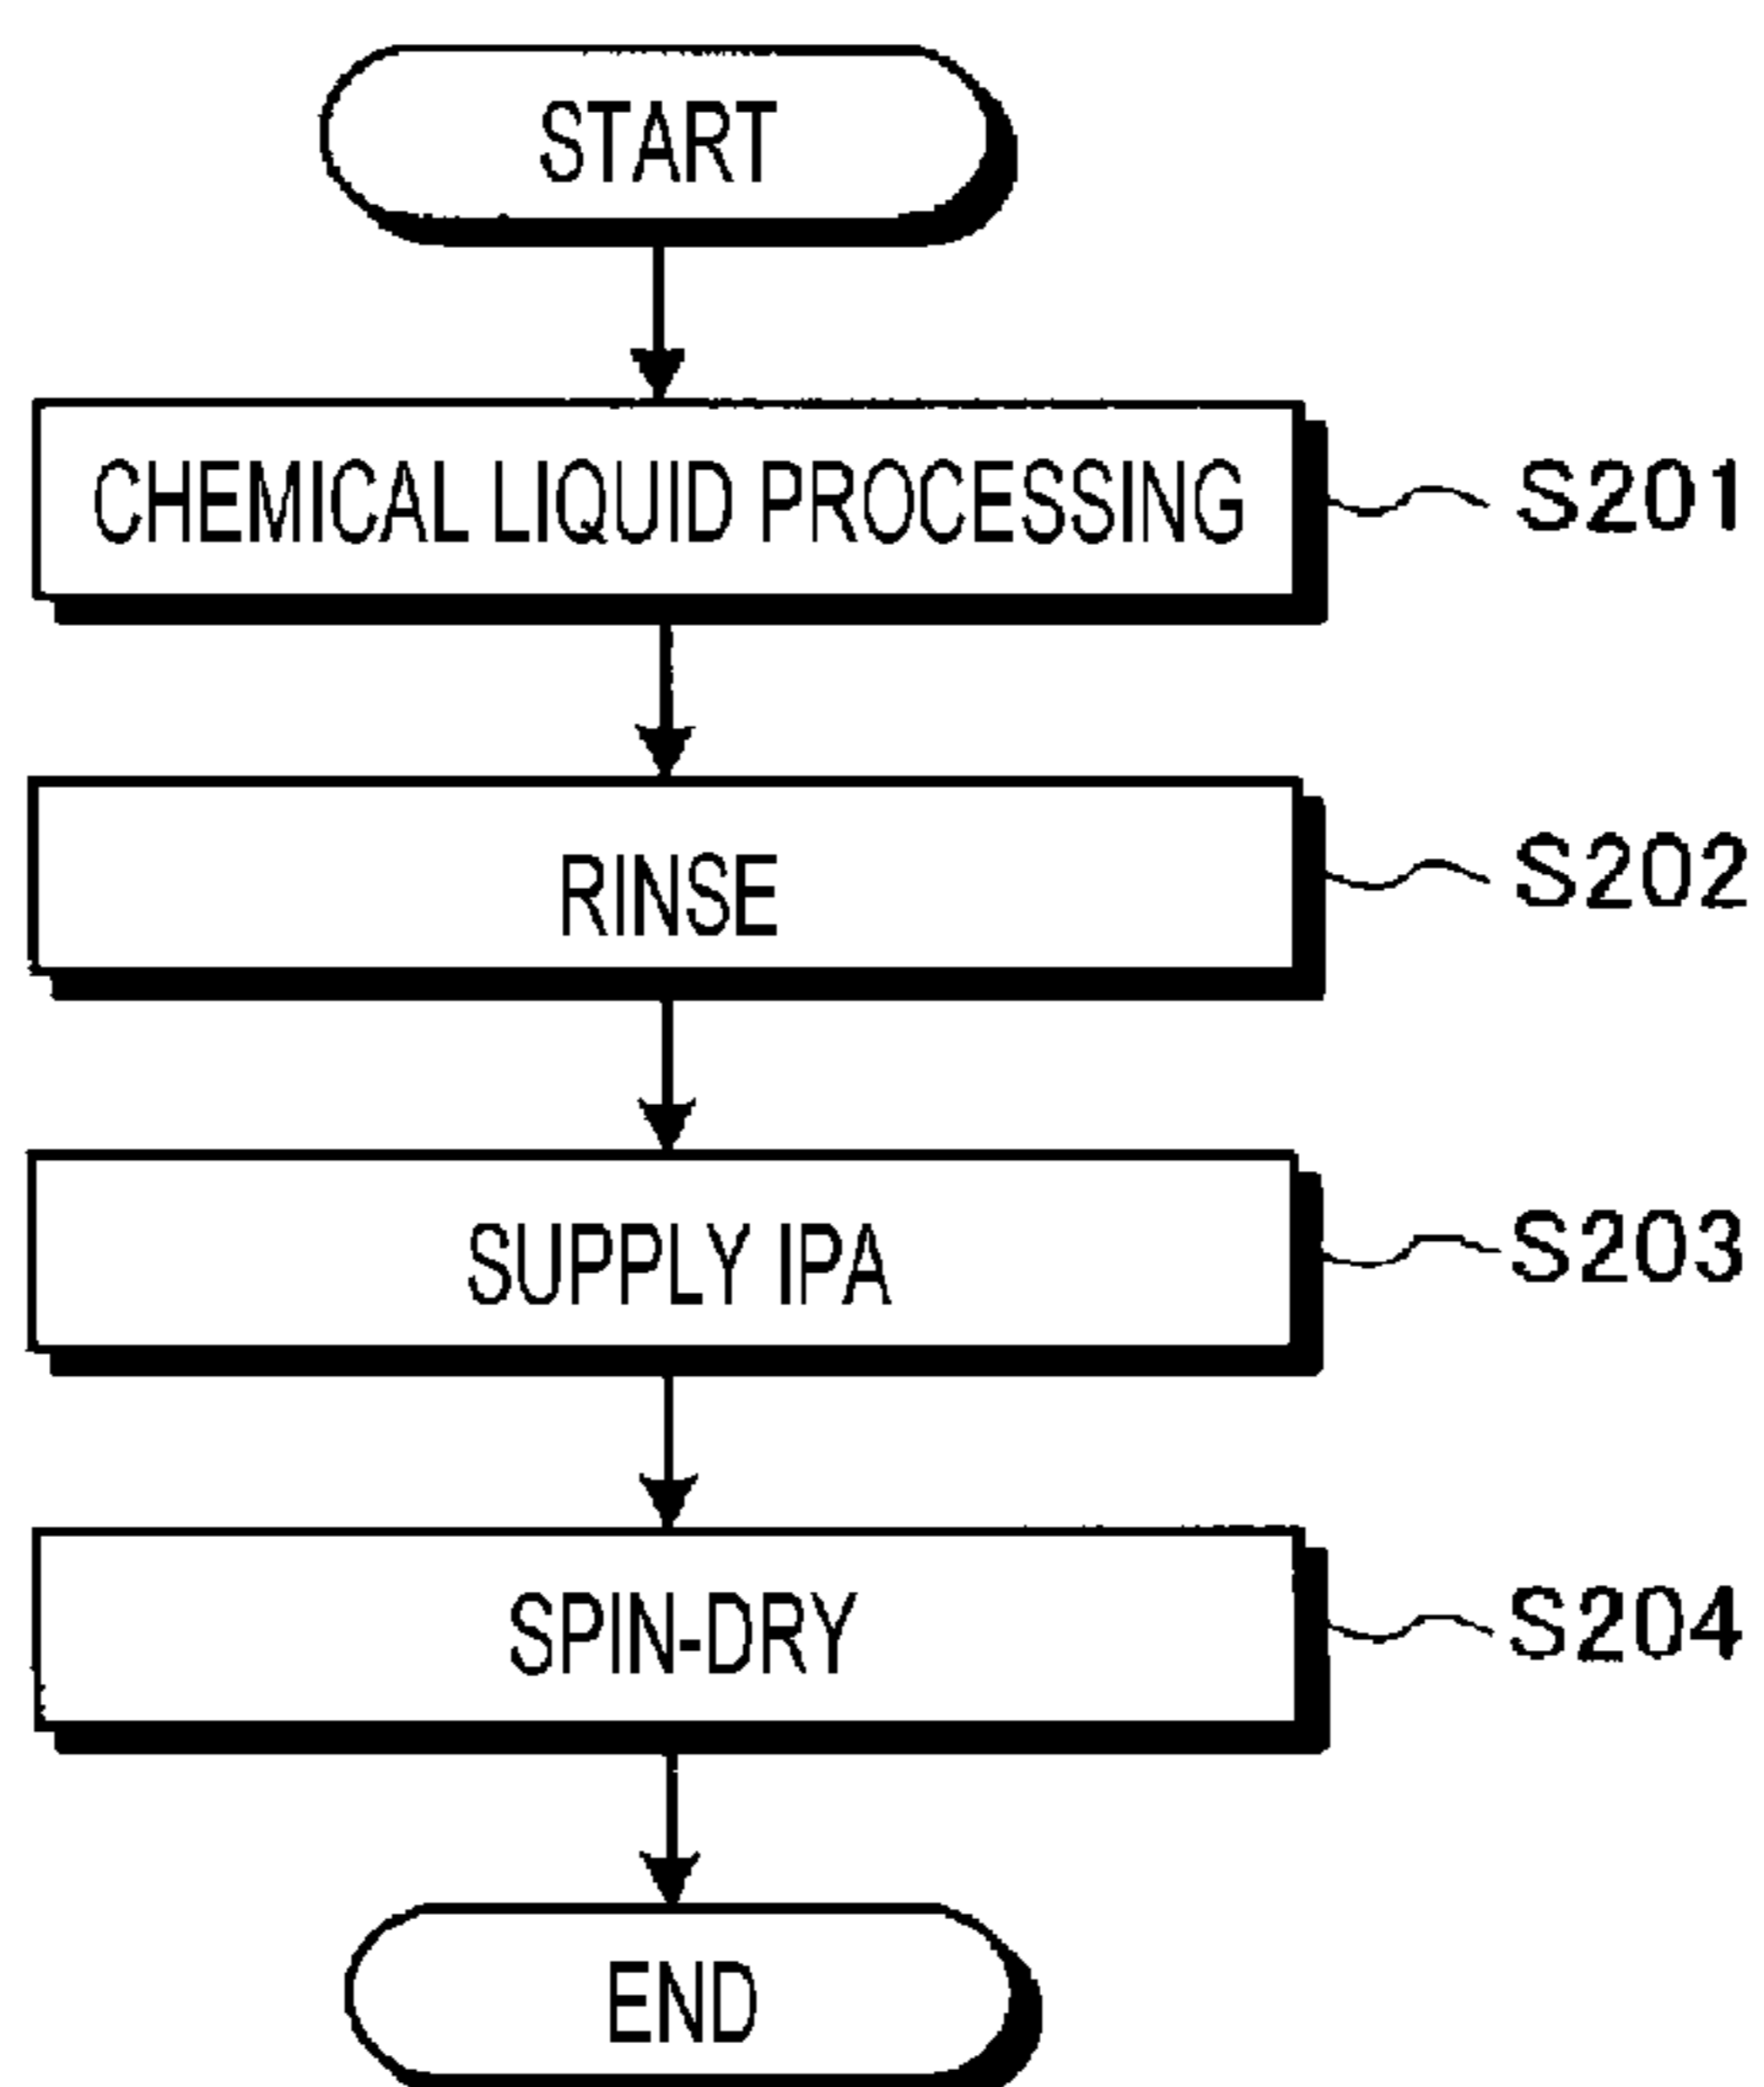 START
CHEMICAL LIQUID PROCESSING S201
RINSE S202
SUPPLY IPA S203
SPIN-DRY S204
END